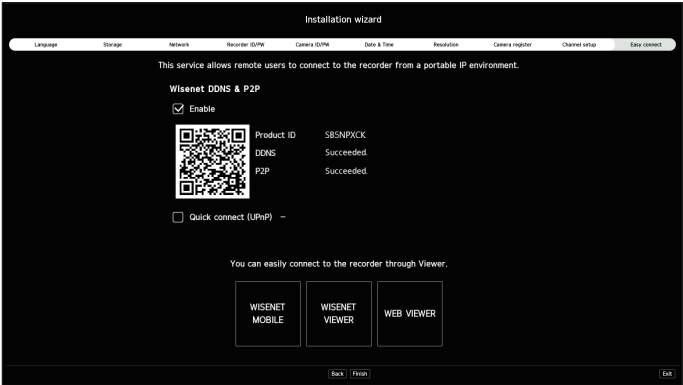 Installation wizard
Language Storage Network Recorder ID/PW Camera ID/PW Date & Time Resolution Camera register Channel setup Easy connect
This service allows remote users to connect to the recorder from a portable IP environment.
Wisenet DDNS & P2P
Enable
Product ID SB5NPXCK
DDNS Succeeded.
P2P Succeeded.
Quick connect (UPnP) –
You can easily connect to the recorder through Viewer.
WISENET MOBILE
WISENET VIEWER
WEB VIEWER
Back Finish Exit